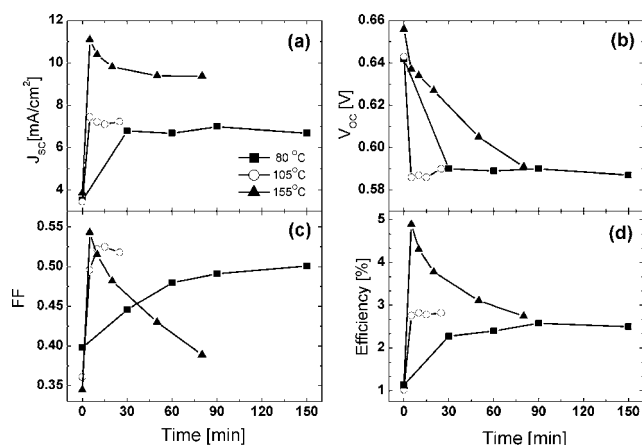 (a)
J_SC [mA/cm²]
12
10
8
6
4
80 °C
105°C
155°C
(b)
V_OC [V]
0.66
0.64
0.62
0.60
0.58
(c)
FF
0.55
0.50
0.45
0.40
0.35
0 30 60 90 120 150
Time [min]
(d)
Efficiency [%]
5
4
3
2
1
0 30 60 90 120 150
Time [min]